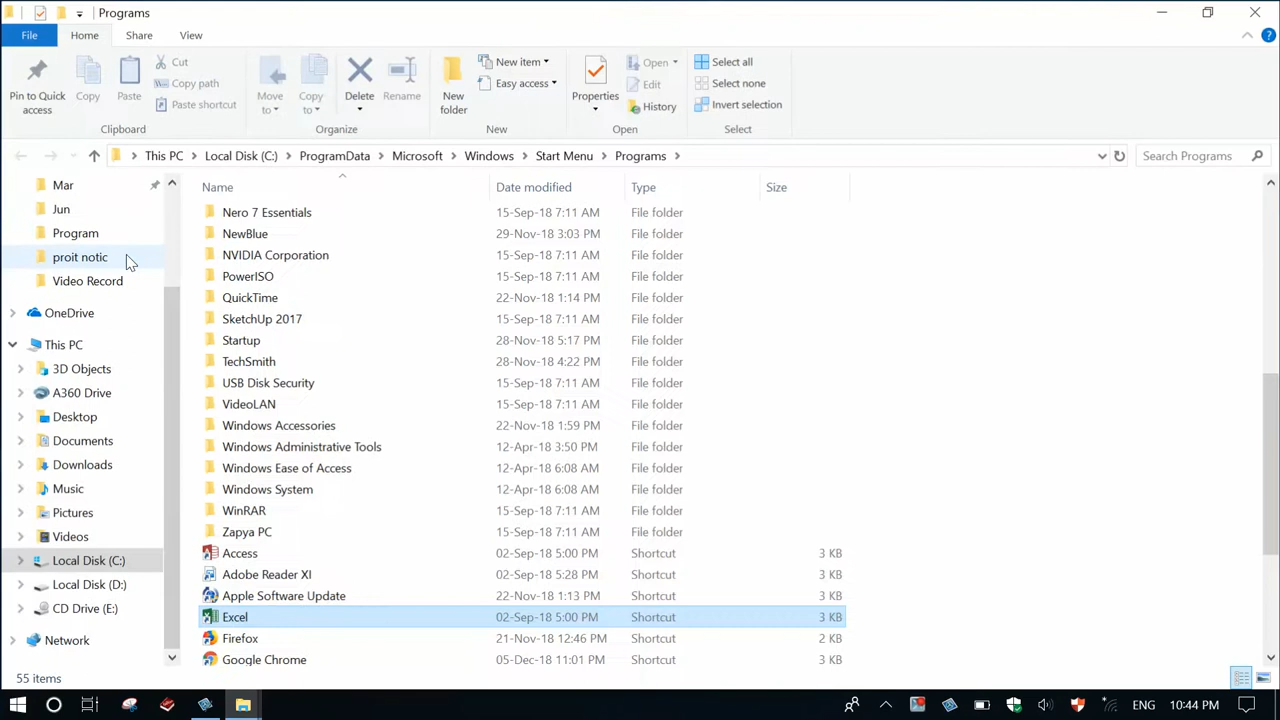 Programs
File Home Share View
Pin to Quick access
Copy
Paste
Cut
Copy path
Paste shortcut
Clipboard
Move to
Copy to
Delete
Rename
Organize
New folder
New item
Easy access
New
Properties
Open
Edit
History
Open
Select all
Select none
Invert selection
Select
This PC Local Disk (C:) ProgramData Microsoft Windows Start Menu Programs
Search Programs
Mar
Jun
Program
proit notic
Video Record
OneDrive
This PC
3D Objects
A360 Drive
Desktop
Documents
Downloads
Music
Pictures
Videos
Local Disk (C:)
Local Disk (D:)
CD Drive (E:)
Network
Name Date modified Type Size
Nero 7 Essentials 15-Sep-18 7:11 AM File folder
NewBlue 29-Nov-18 3:03 PM File folder
NVIDIA Corporation 15-Sep-18 7:11 AM File folder
PowerISO 15-Sep-18 7:11 AM File folder
QuickTime 22-Nov-18 1:14 PM File folder
SketchUp 2017 15-Sep-18 7:11 AM File folder
Startup 28-Nov-18 5:17 PM File folder
TechSmith 28-Nov-18 4:22 PM File folder
USB Disk Security 15-Sep-18 7:11 AM File folder
VideoLAN 15-Sep-18 7:11 AM File folder
Windows Accessories 22-Nov-18 1:59 PM File folder
Windows Administrative Tools 12-Apr-18 3:50 PM File folder
Windows Ease of Access 12-Apr-18 6:08 AM File folder
Windows System 12-Apr-18 6:08 AM File folder
WinRAR 15-Sep-18 7:11 AM File folder
Zapya PC 15-Sep-18 7:11 AM File folder
Access 02-Sep-18 5:00 PM Shortcut 3 KB
Adobe Reader XI 02-Sep-18 5:28 PM Shortcut 3 KB
Apple Software Update 22-Nov-18 1:13 PM Shortcut 3 KB
Excel 02-Sep-18 5:00 PM Shortcut 3 KB
Firefox 21-Nov-18 12:46 PM Shortcut 2 KB
Google Chrome 05-Dec-18 11:01 PM Shortcut 3 KB
55 items
ENG 10:44 PM